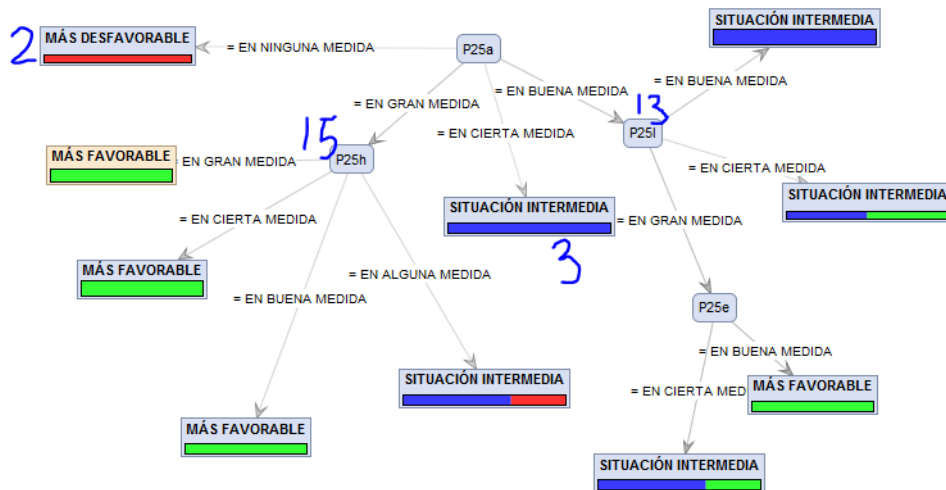 SITUACIÓN INTERMEDIA
2
MÁS DESFAVORABLE
= EN NINGUNA MEDIDA
P25a
= EN BUENA MEDIDA
= EN BUENA MEDIDA
= EN GRAN MEDIDA
13
15
= EN CIERTA MEDIDA
P25l
MÁS FAVORABLE
= EN GRAN MEDIDA
P25h
= EN CIERTA MEDIDA
SITUACIÓN INTERMEDIA
SITUACIÓN INTERMEDIA
= EN CIERTA MEDIDA
= EN GRAN MEDIDA
3
MÁS FAVORABLE
= EN ALGUNA MEDIDA
= EN BUENA MEDIDA
P25e
= EN BUENA MEDIDA
SITUACIÓN INTERMEDIA
= EN CIERTA MED
MÁS FAVORABLE
MÁS FAVORABLE
SITUACIÓN INTERMEDIA